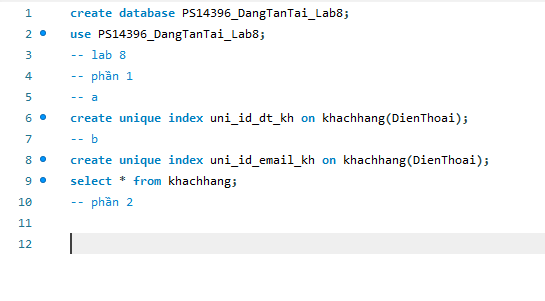 1 create database PS14396_DangTanTai_Lab8;
2 use PS14396_DangTanTai_Lab8;
3 -- lab 8
4 -- phần 1
5 -- a
6 create unique index uni_id_dt_kh on khachhang(DienThoai);
7 -- b
8 create unique index uni_id_email_kh on khachhang(DienThoai);
9 select * from khachhang;
10 -- phần 2
11
12